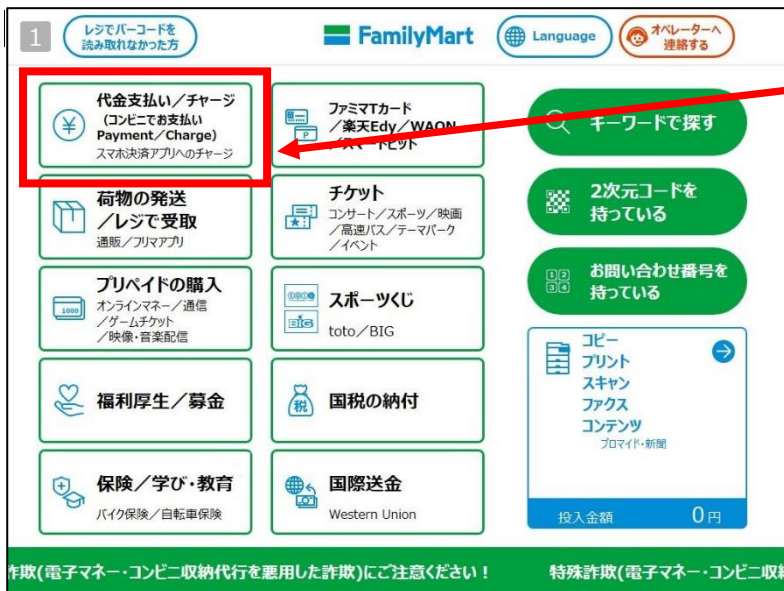 1
レジでバーコードを
読み取れなかった方
FamilyMart
Language
オペレーターへ
連絡する
代金支払い／チャージ
(コンビニでお支払い
Payment／Charge)
スマホ決済アプリへのチャージ
ファミマTカード
／楽天Edy／WAON
／スマートピット
キーワードで探す
荷物の発送
／レジで受取
通販／フリマアプリ
チケット
コンサート／スポーツ／映画
／高速バス／テーマパーク
／イベント
2次元コードを
持っている
プリペイドの購入
1000
オンラインマネー／通信
／ゲームチケット
／映像・音楽配信
スポーツくじ
BIG
toto／BIG
1 2
3 4
お問い合わせ番号を
持っている
コピー
プリント
スキャン
ファクス
コンテンツ
ブロマイド・新聞
福利厚生／募金
税
国税の納付
保険／学び・教育
バイク保険／自転車保険
国際送金
Western Union
投入金額 0円
詐欺(電子マネー・コンビニ収納代行を悪用した詐欺)にご注意ください！ 特殊詐欺(電子マネー・コンビニ収納